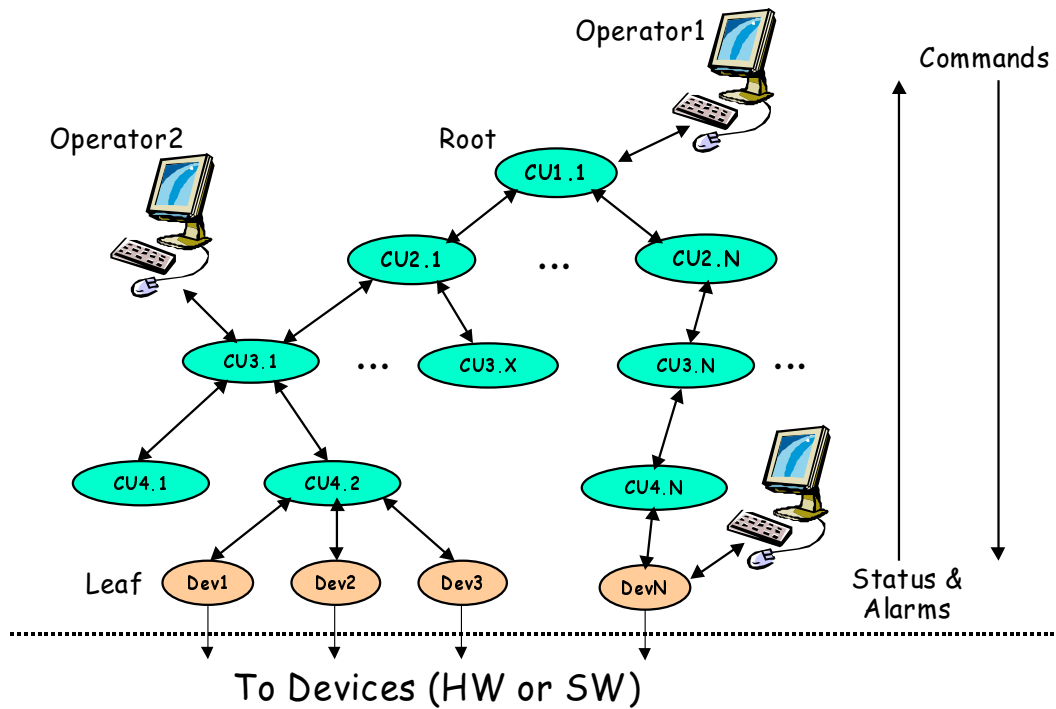 Operator1
Commands
Operator2
Root
CU1.1
CU2.1
...
CU2.N
CU3.1
...
CU3.X
CU3.N
...
CU4.1
CU4.2
CU4.N
Leaf
Dev1
Dev2
Dev3
DevN
Status &
Alarms
To Devices (HW or SW)